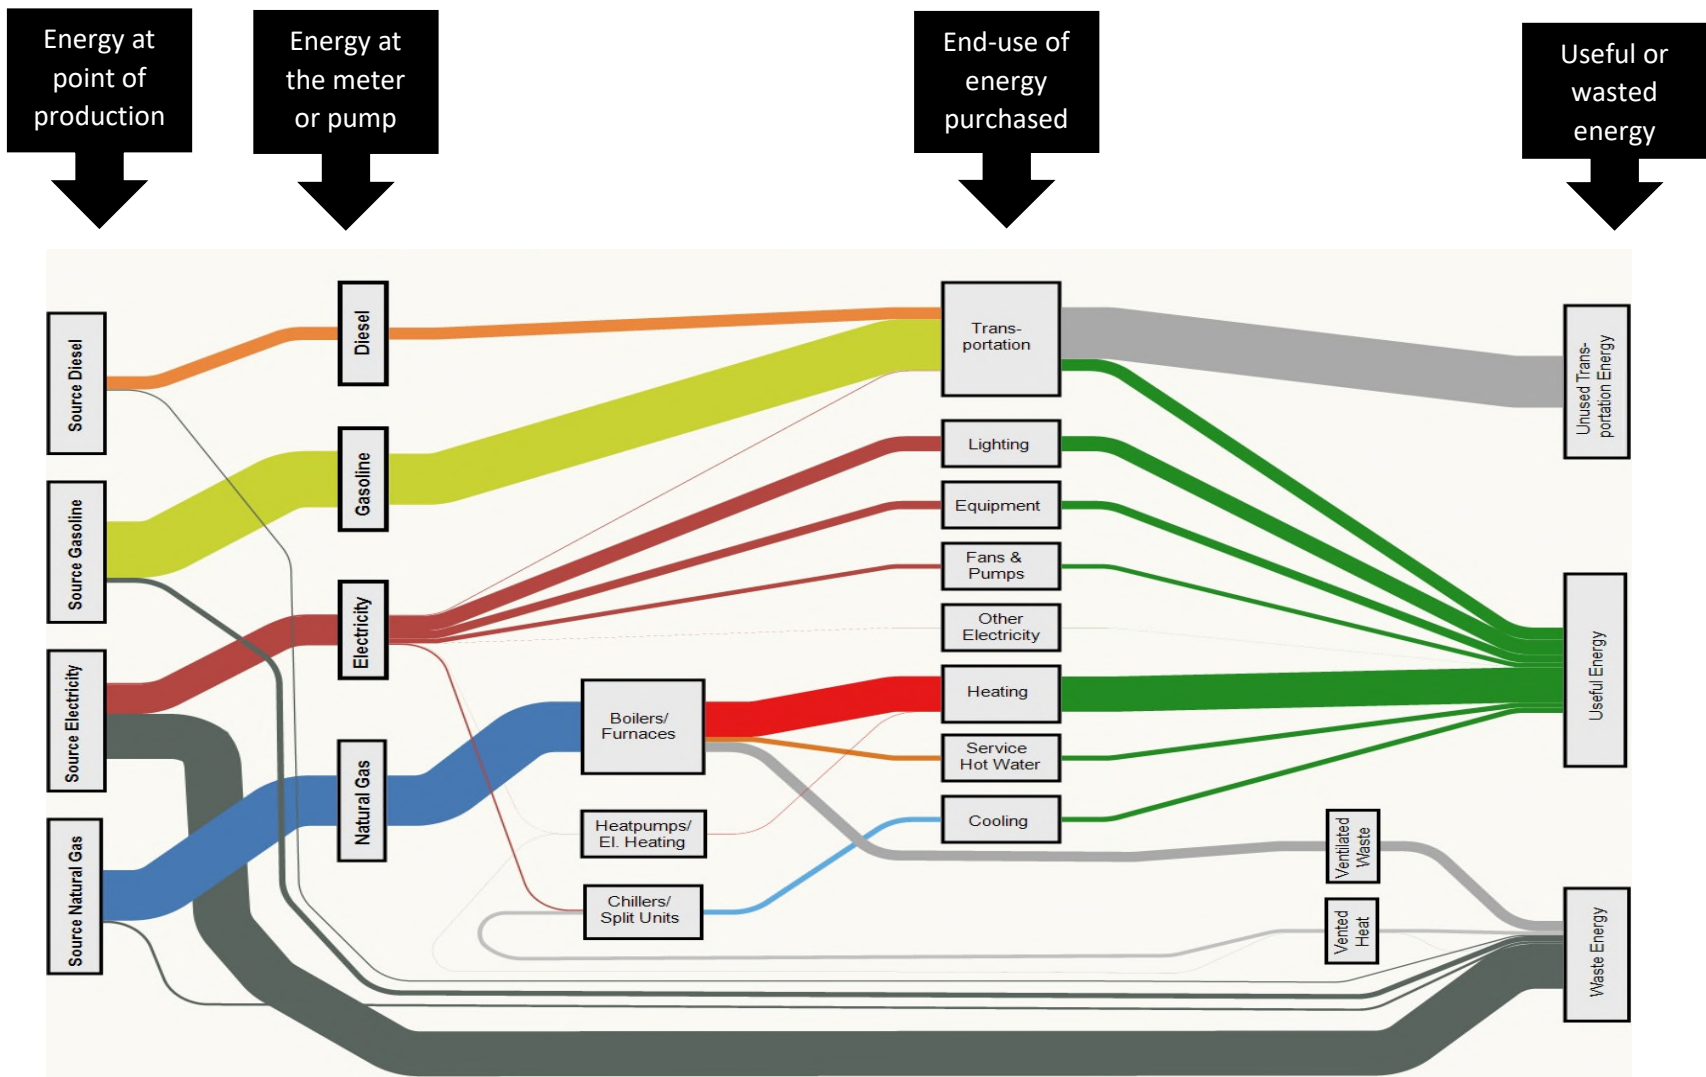 Energy at
point of
production
Energy at
the meter
or pump
End-use of
energy
purchased
Useful or
wasted
energy
Source Diesel
Source Gasoline
Source Electricity
Source Natural Gas
Diesel
Gasoline
Electricity
Natural Gas
Boilers/
Furnaces
Heatpumps/
El. Heating
Chillers/
Split Units
Trans-
portation
Lighting
Equipment
Fans &
Pumps
Other
Electricity
Heating
Service
Hot Water
Cooling
Ventilated
Waste
Vented
Heat
Unused Trans-
portation Energy
Useful Energy
Waste Energy